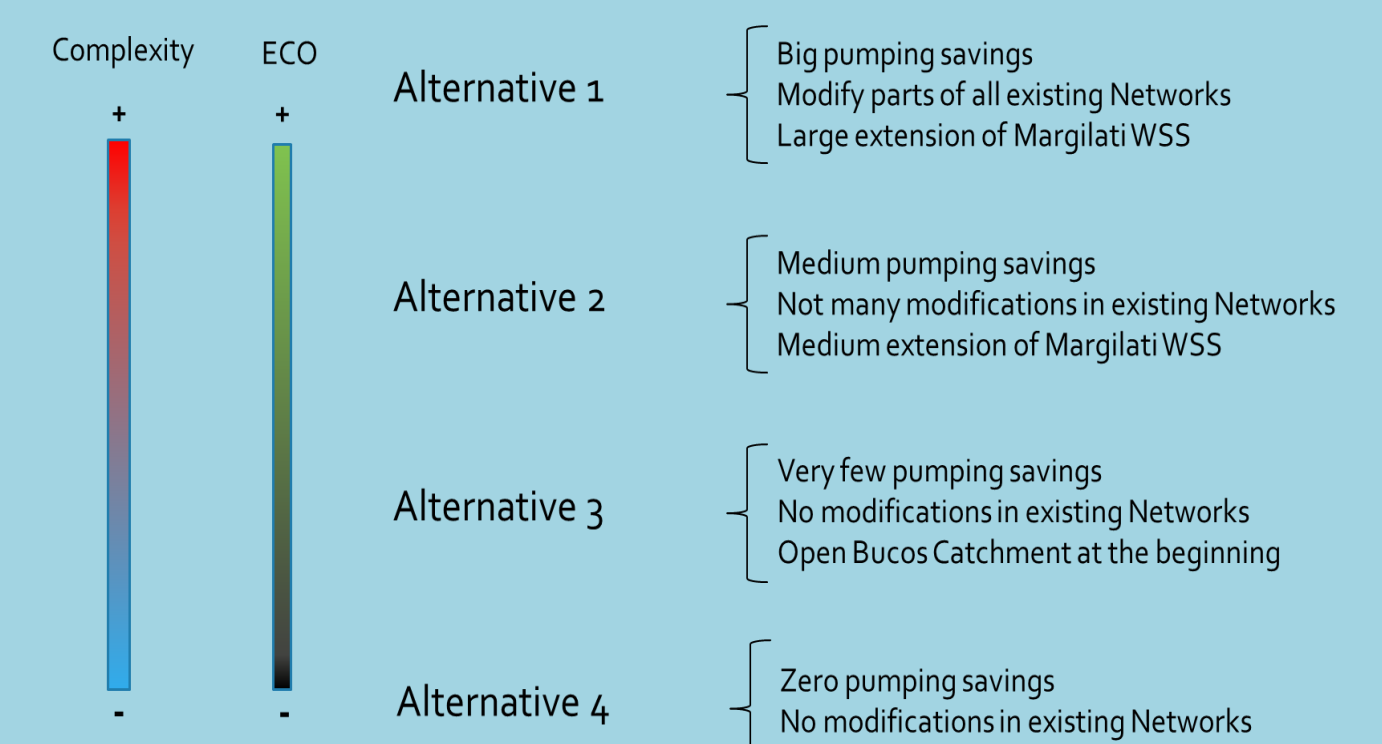 Complexity
ECO
+
+
-
-
Alternative 1
Big pumping savings
Modify parts of all existing Networks
Large extension of Margilati WSS
Alternative 2
Medium pumping savings
Not many modifications in existing Networks
Medium extension of Margilati WSS
Alternative 3
Very few pumping savings
No modifications in existing Networks
Open Bucos Catchment at the beginning
Alternative 4
Zero pumping savings
No modifications in existing Networks